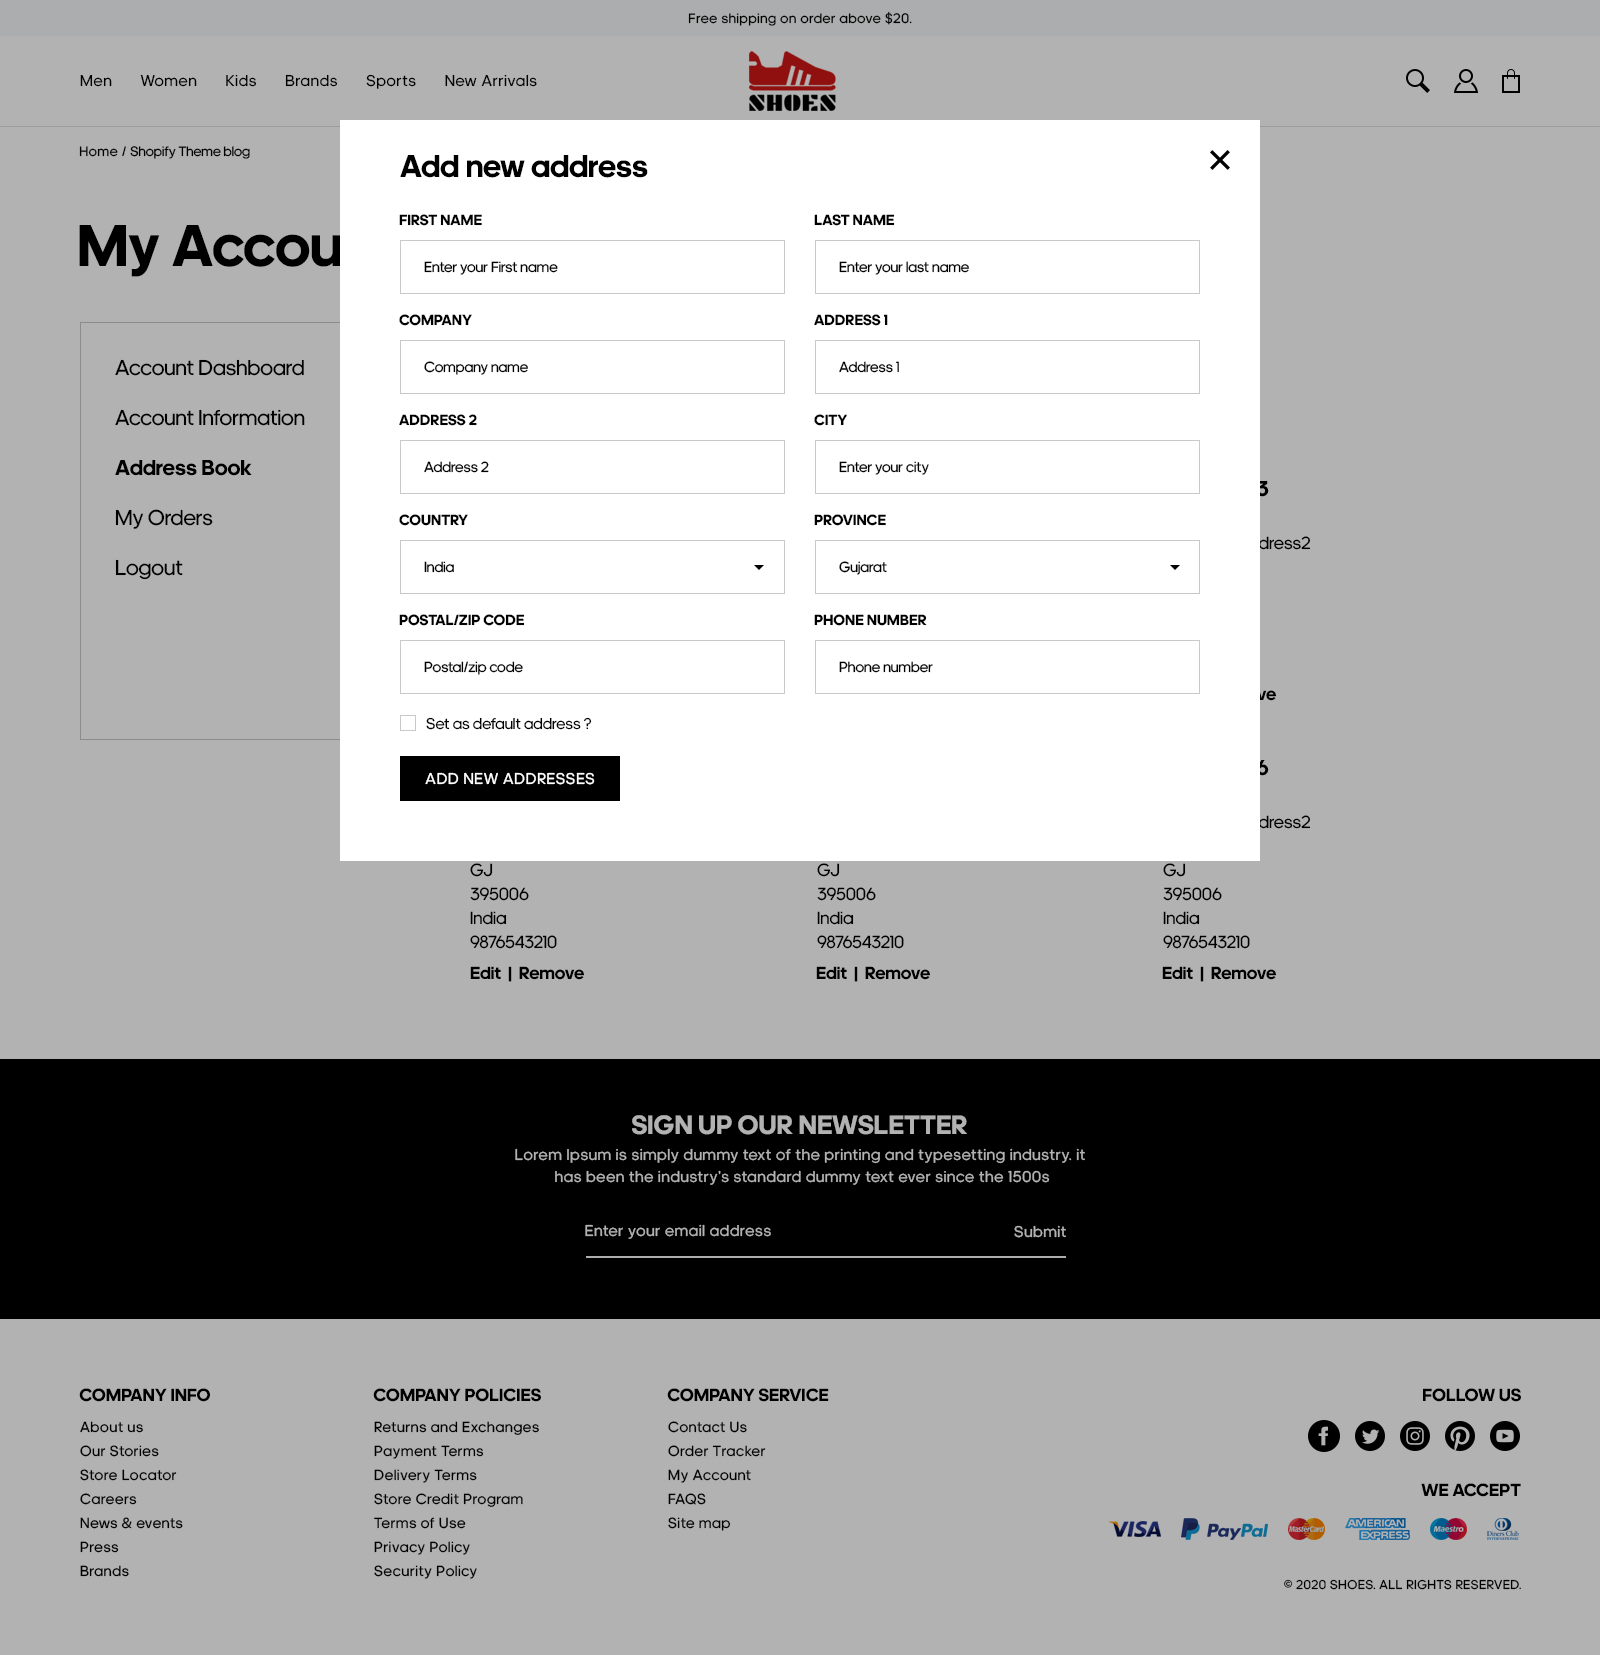 Free shipping on order above $20.
Men Women Kids Brands Sports New Arrivals
SHOES
Home / Shopify Theme blog
My Accou
Account Dashboard
Account Information
Address Book
My Orders
Logout
Add new address
FIRST NAME LAST NAME
Enter your First name Enter your last name
COMPANY ADDRESS 1
Company name Address 1
ADDRESS 2 CITY
Address 2 Enter your city
COUNTRY PROVINCE
India Gujarat
POSTAL/ZIP CODE PHONE NUMBER
Postal/zip code Phone number
Set as default address ?
ADD NEW ADDRESSES
3
dress2
ve
6
dress2
GJ GJ GJ
395006 395006 395006
India India India
9876543210 9876543210 9876543210
Edit | Remove Edit | Remove Edit | Remove
SIGN UP OUR NEWSLETTER
Lorem Ipsum is simply dummy text of the printing and typesetting industry. it
has been the industry's standard dummy text ever since the 1500s
Enter your email address Submit
COMPANY INFO
About us
Our Stories
Store Locator
Careers
News & events
Press
Brands
COMPANY POLICIES
Returns and Exchanges
Payment Terms
Delivery Terms
Store Credit Program
Terms of Use
Privacy Policy
Security Policy
COMPANY SERVICE
Contact Us
Order Tracker
My Account
FAQS
Site map
FOLLOW US
WE ACCEPT
VISA PayPal MasterCard AMERICAN EXPRESS Maestro Diners Club
© 2020 SHOES. ALL RIGHTS RESERVED.